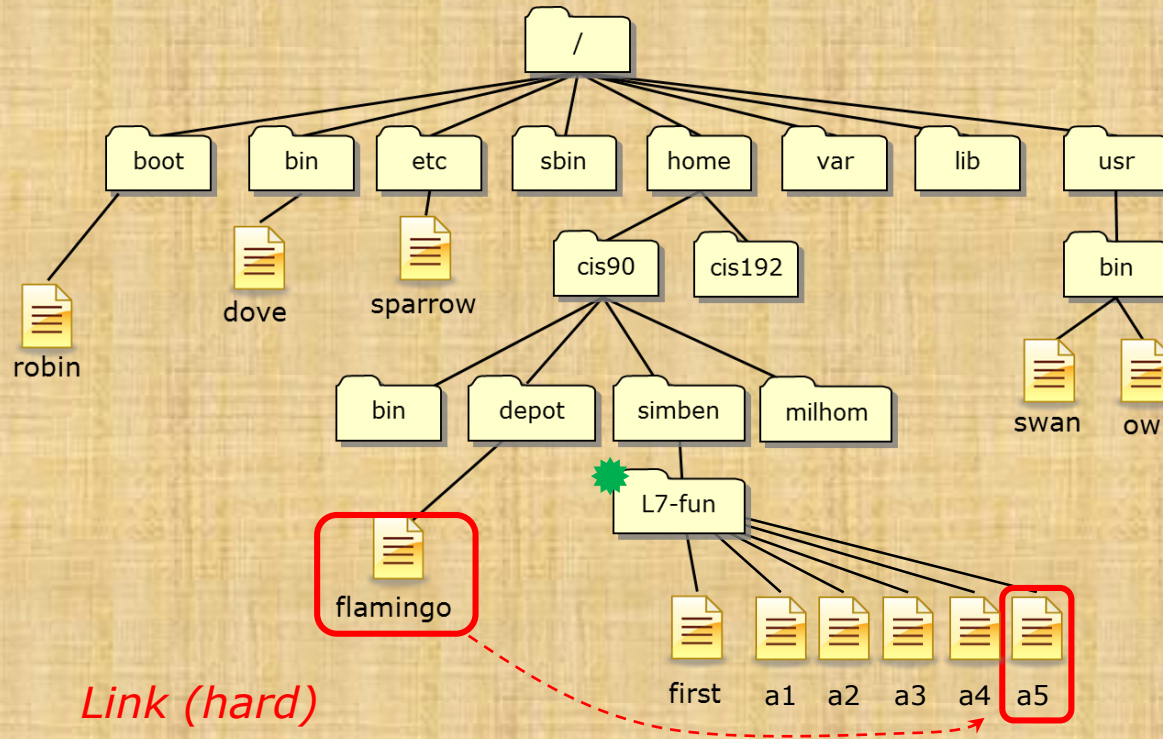 /
boot bin etc sbin home var lib usr
cis90 cis192 bin
dove sparrow
robin
bin depot simben milhom
swan ow
L7-fun
flamingo
first a1 a2 a3 a4 a5
Link (hard)